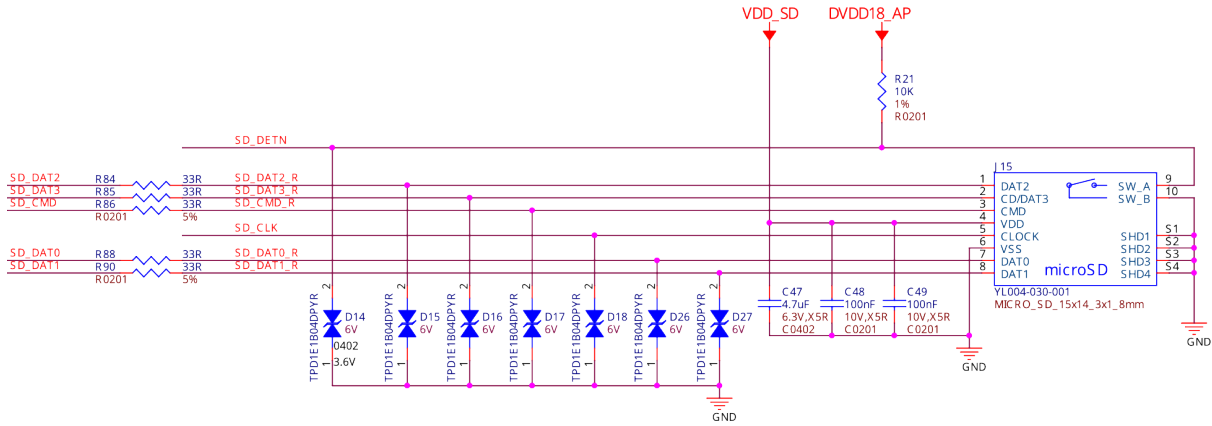 VDD_SD DVDD18_AP
R21
10K
1%
R0201
SD_DETN
J15
SD_DAT2 R84 33R SD_DAT2_R 1 DAT2 SW_A 9
SD_DAT3 R85 33R SD_DAT3_R 2 CD/DAT3 SW_B 10
SD_CMD R86 33R SD_CMD_R 3 CMD
R0201 5% 4 VDD
SD_CLK 5 CLOCK SHD1 S1
6 VSS SHD2 S2
SD_DAT0 R88 33R SD_DAT0_R 7 DAT0 SHD3 S3
SD_DAT1 R90 33R SD_DAT1_R 8 DAT1 SHD4 S4
R0201 5%
microSD
YL004-030-001
MICRO_SD_15x14_3x1_8mm
2 2 2 2 2 2 2
TPD1E1B04DPYR D14 6V 0402 3.6V
TPD1E1B04DPYR D15 6V
TPD1E1B04DPYR D16 6V
TPD1E1B04DPYR D17 6V
TPD1E1B04DPYR D18 6V
TPD1E1B04DPYR D26 6V
TPD1E1B04DPYR D27 6V
1 1 1 1 1 1 1
C47 C48 C49
4.7uF 100nF 100nF
6.3V,X5R 10V,X5R 10V,X5R
C0402 C0201 C0201
GND
GND
GND